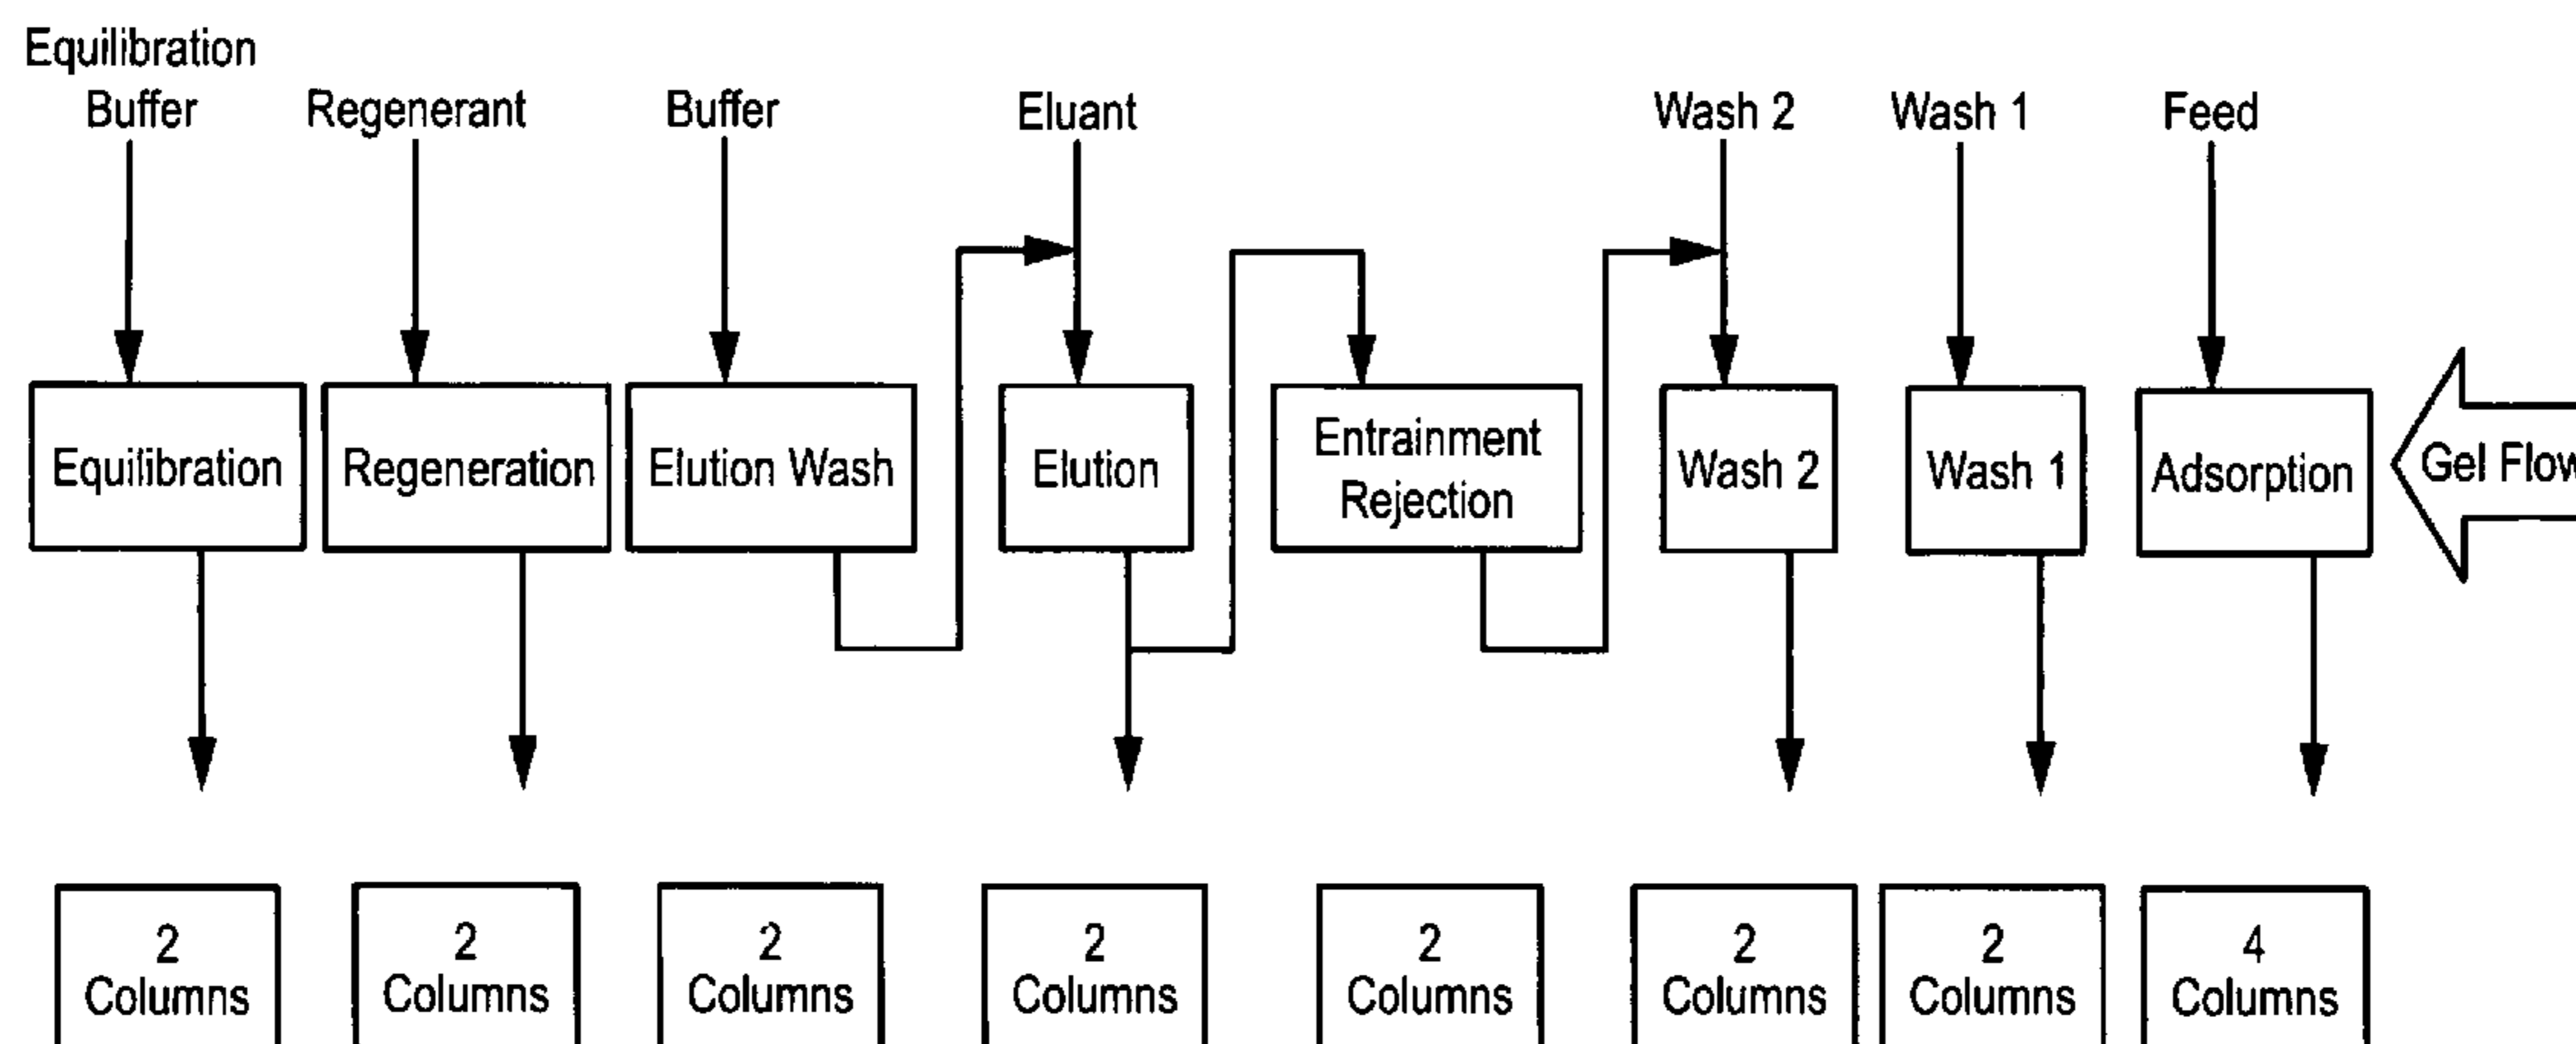 Equilibration
Buffer
Regenerant
Buffer
Eluant
Wash 2
Wash 1
Feed
Equilibration
Regeneration
Elution Wash
Elution
Entrainment
Rejection
Wash 2
Wash 1
Adsorption
Gel Flow
2
Columns
2
Columns
2
Columns
2
Columns
2
Columns
2
Columns
2
Columns
4
Columns